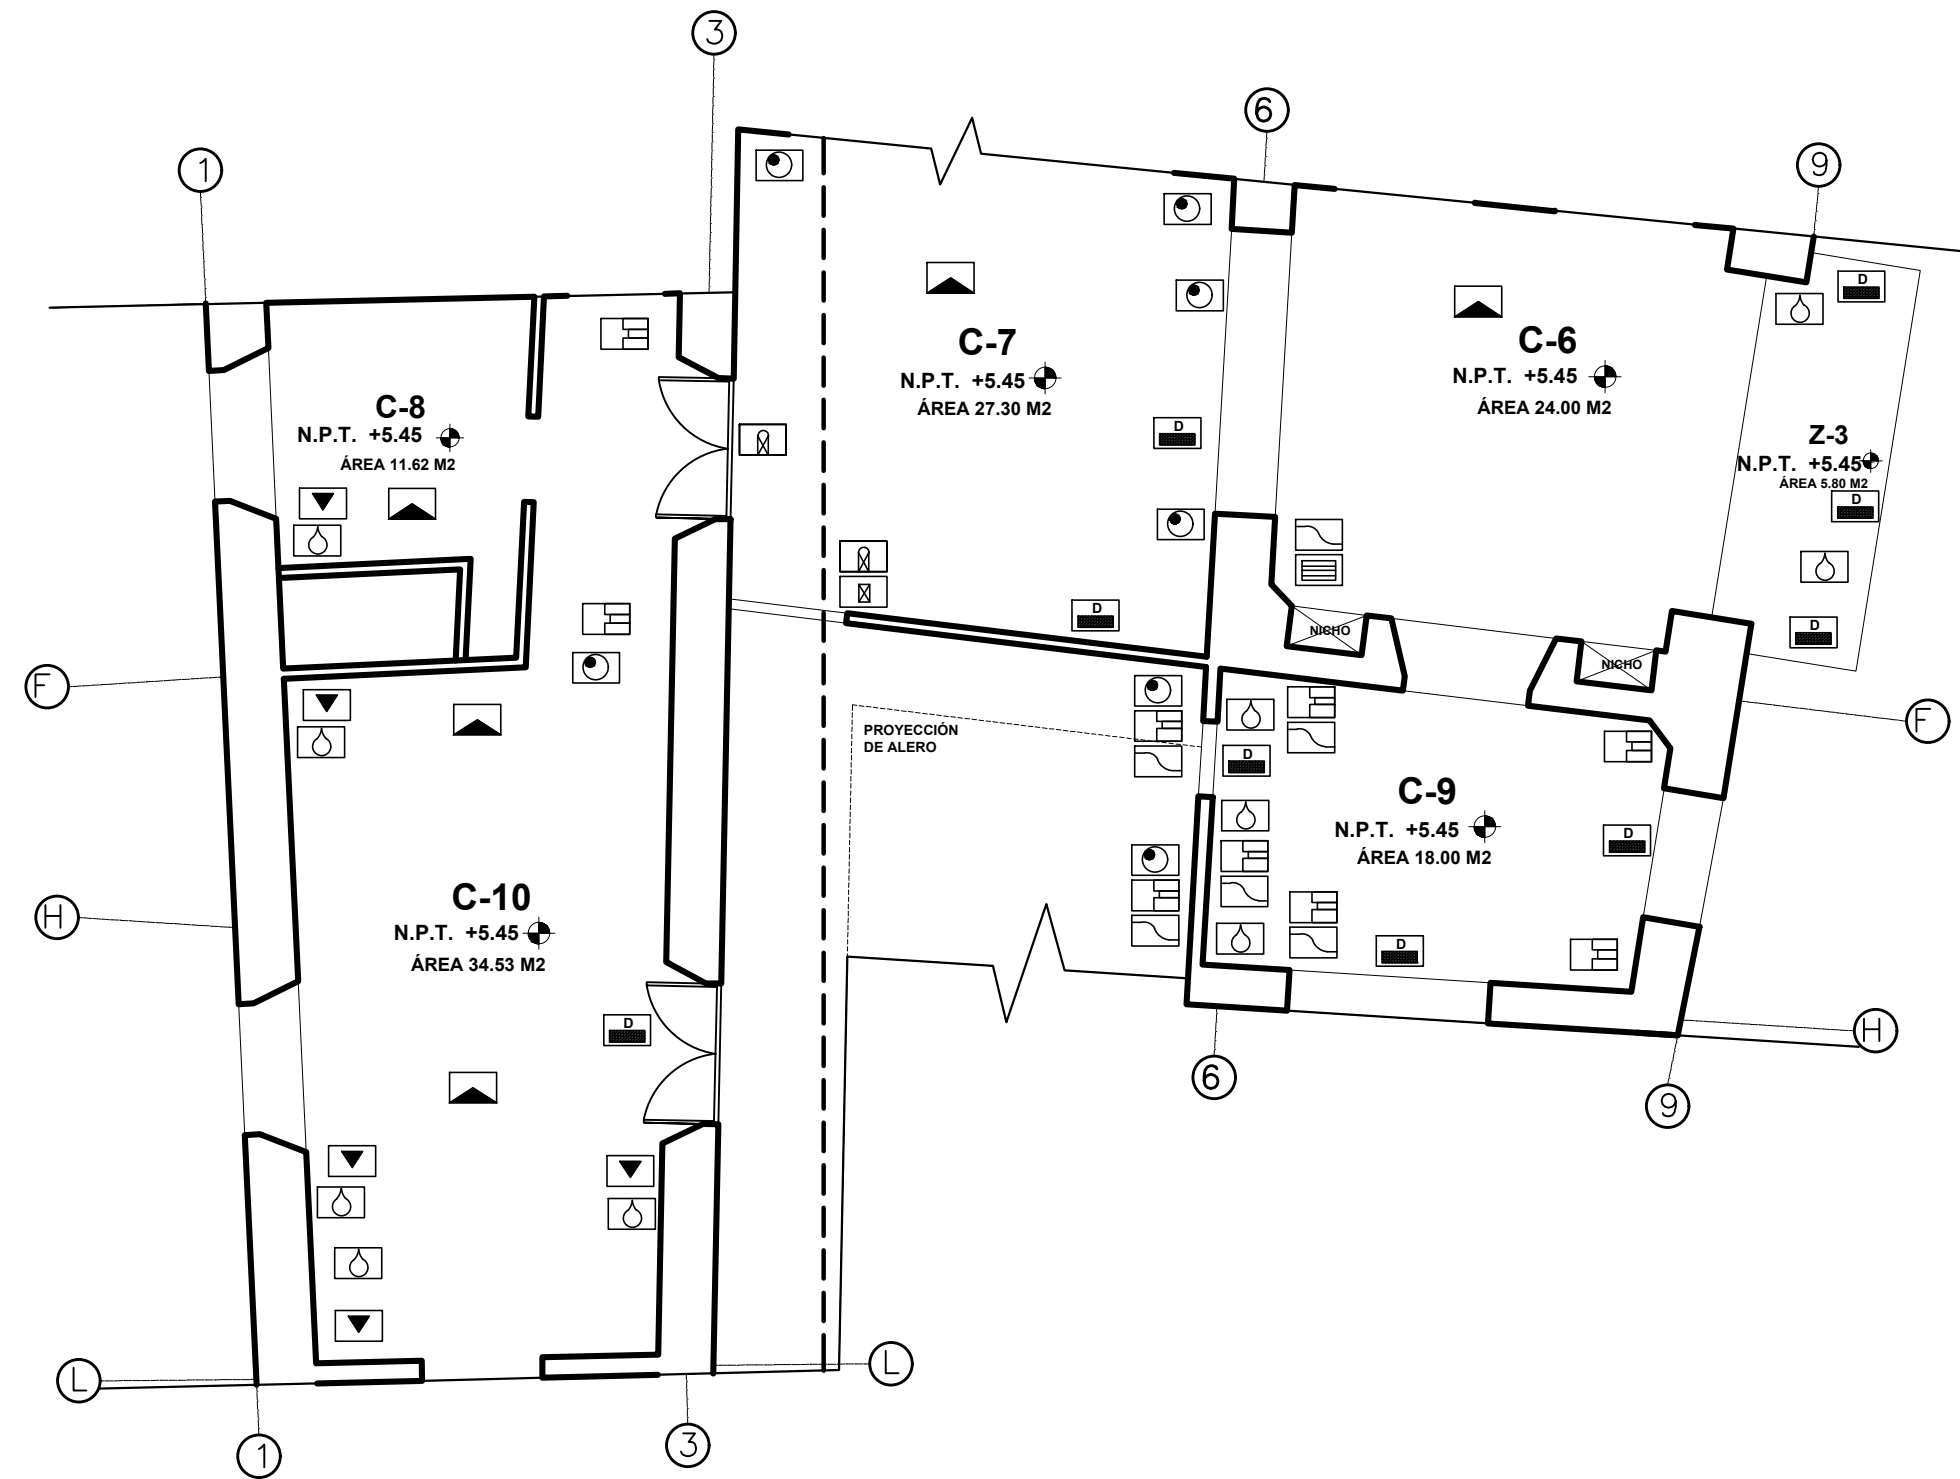 3
6
9
1
D
C-7
N.P.T. +5.45
ÁREA 27.30 M2
C-6
N.P.T. +5.45
ÁREA 24.00 M2
C-8
N.P.T. +5.45
ÁREA 11.62 M2
D
Z-3
N.P.T. +5.45
ÁREA 5.80 M2
D
D
NICHO
D
NICHO
F
F
PROYECCIÓN
DE ALERO
D
C-9
N.P.T. +5.45
ÁREA 18.00 M2
D
C-10
N.P.T. +5.45
ÁREA 34.53 M2
H
D
D
H
6
9
L
L
1
3